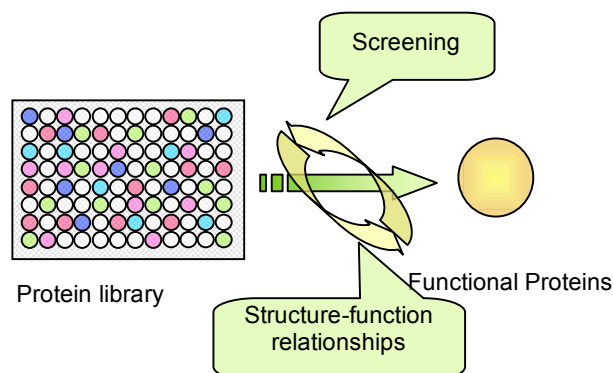 Screening
Protein library
Functional Proteins
Structure-function
relationships